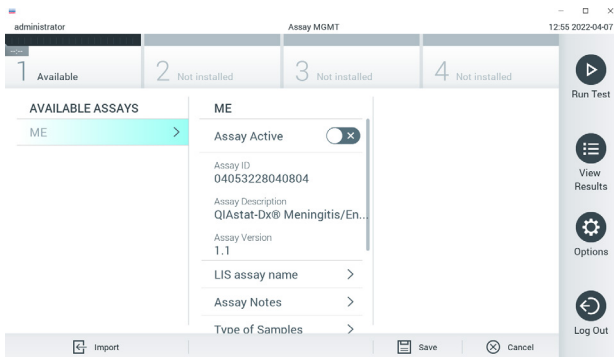 administrator
Assay MGMT
12:55 2022-04-07
--:--
1 Available
2 Not installed
3 Not installed
4 Not installed
Run Test
View Results
Options
Log Out
AVAILABLE ASSAYS
ME
ME
Assay Active
Assay ID
04053228040804
Assay Description
QIAstat-Dx® Meningitis/En...
Assay Version
1.1
LIS assay name
Assay Notes
Type of Samples
Import
Save
Cancel